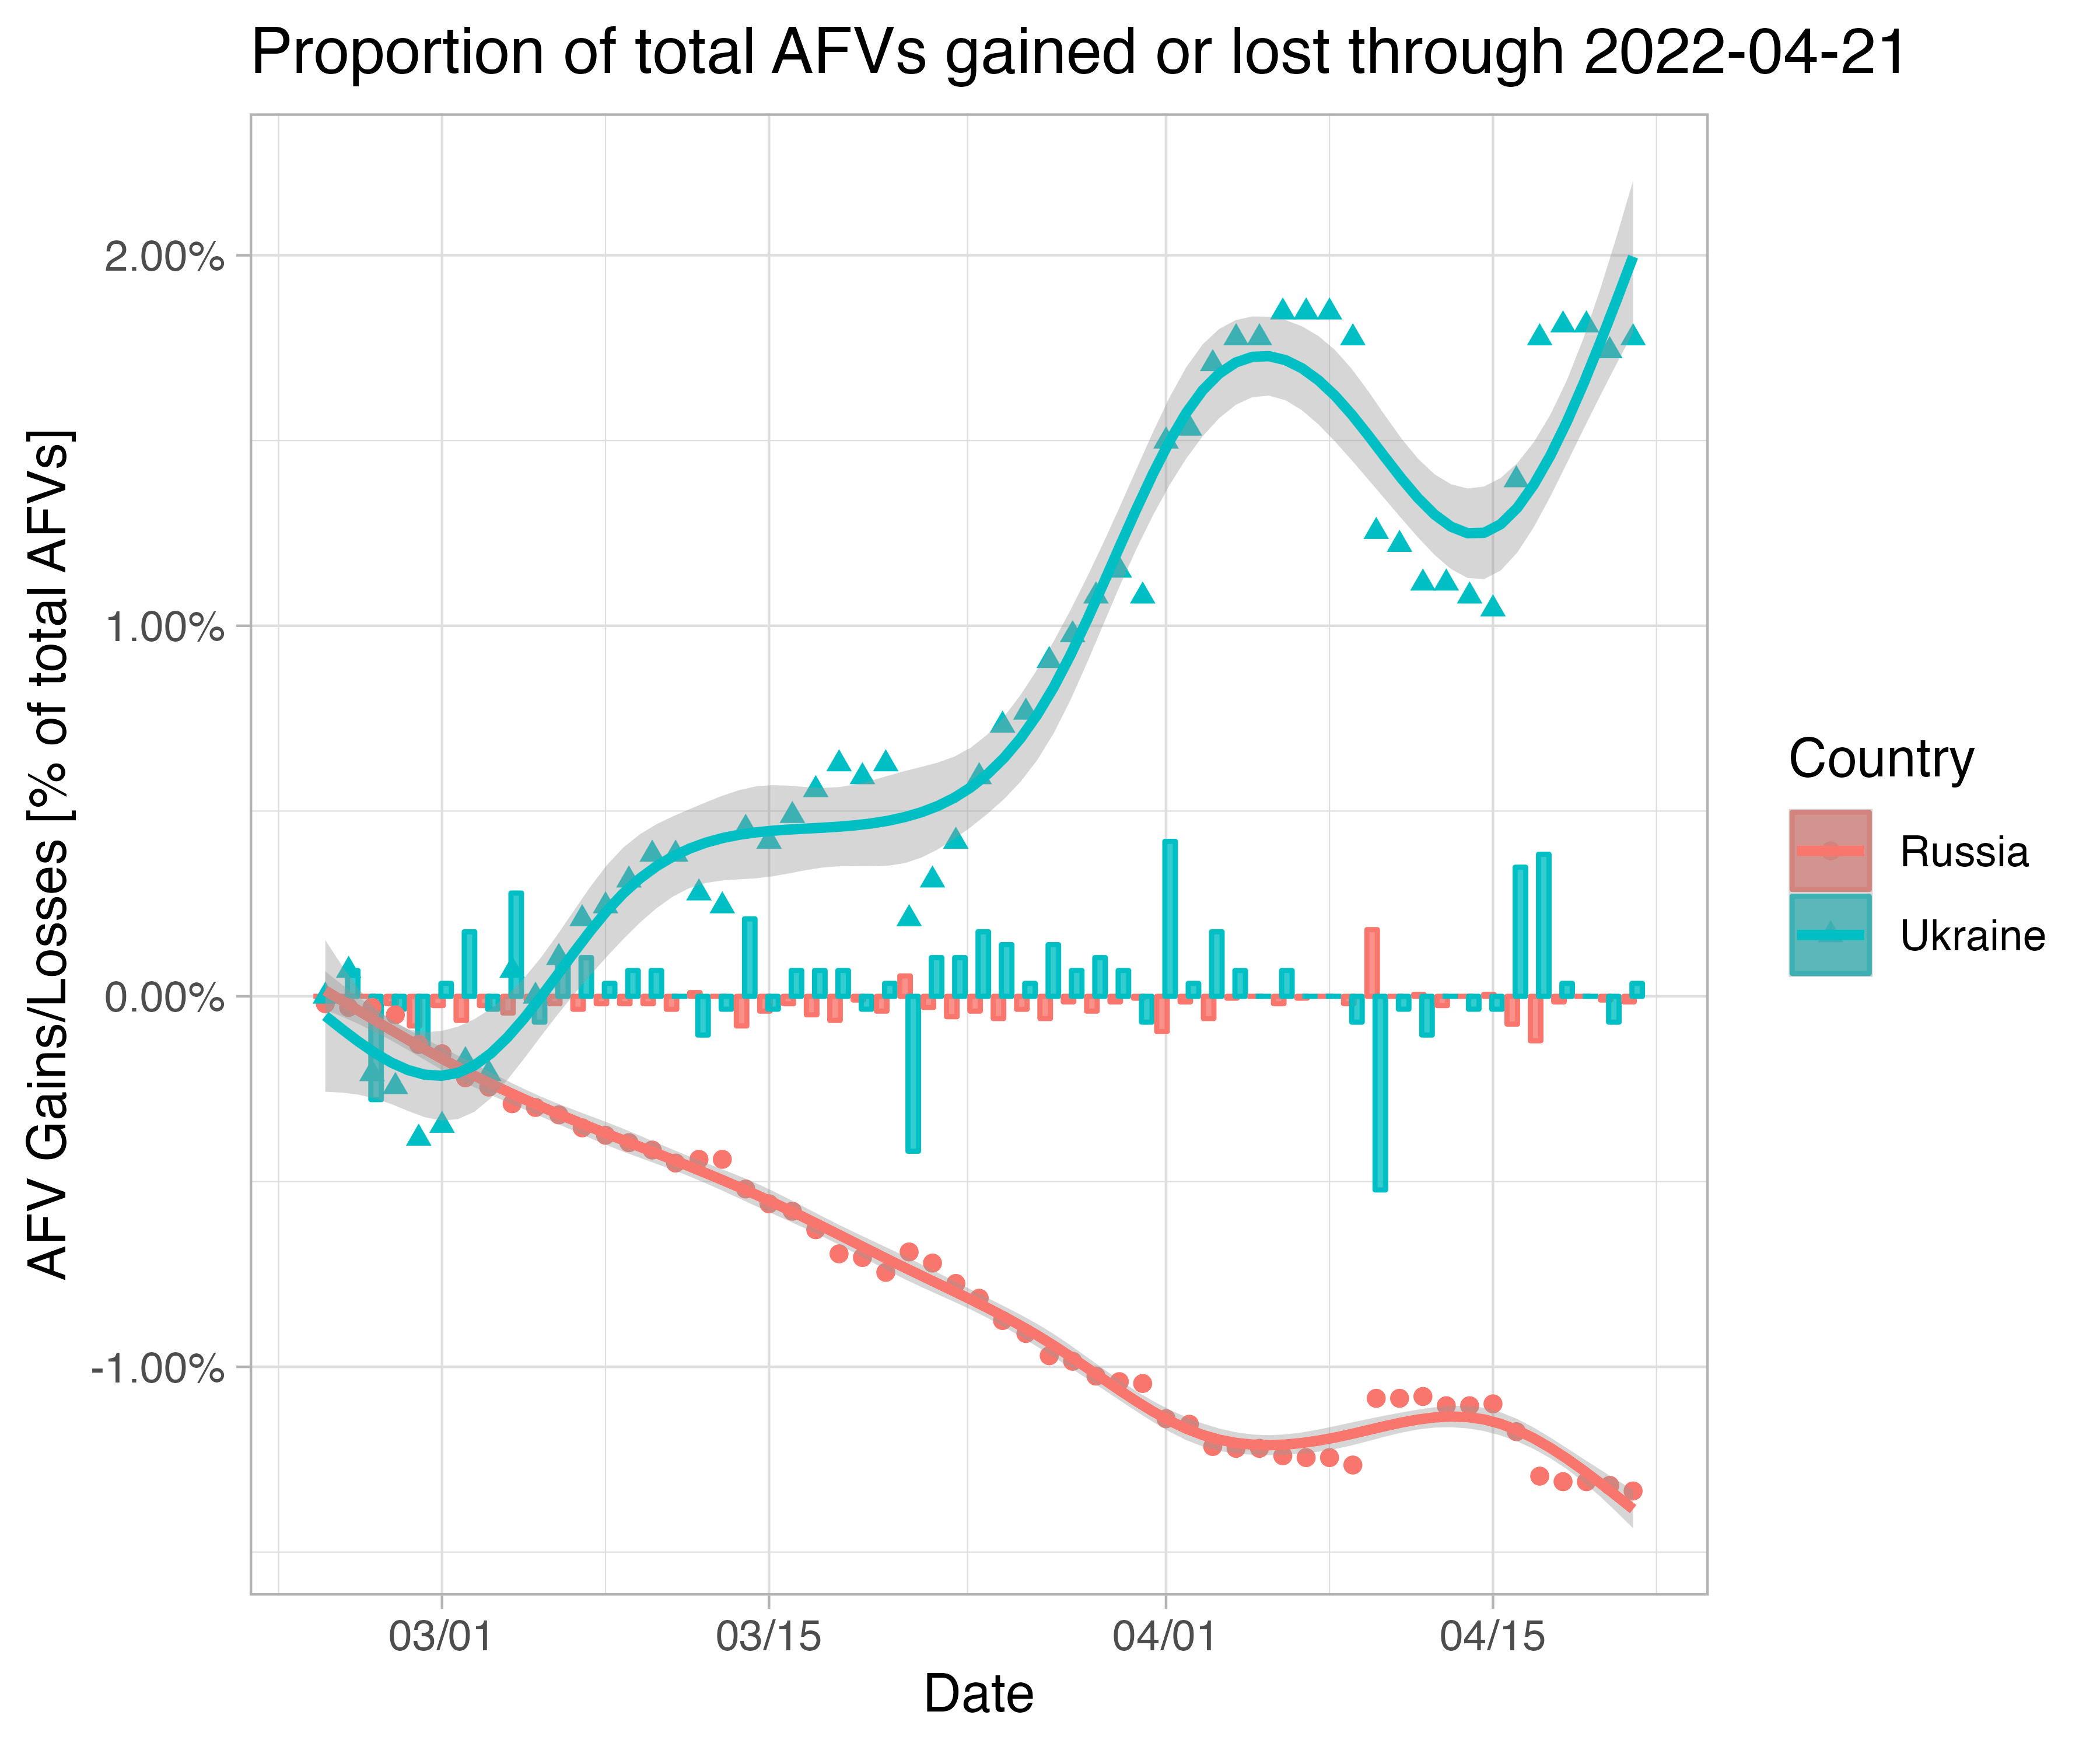 Proportion of total AFVs gained or lost through 2022-04-21
AFV Gains/Losses [% of total AFVs]
2.00%
1.00%
0.00%
-1.00%
03/01
03/15
04/01
04/15
Date
Country
Russia
Ukraine